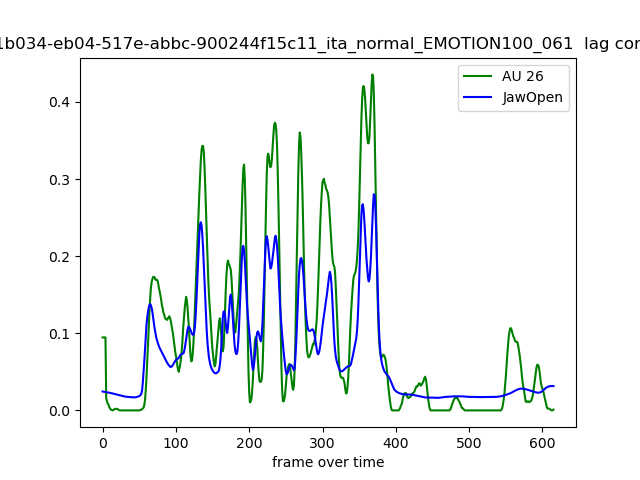 1b034-eb04-517e-abbc-900244f15c11_ita_normal_EMOTION100_061 lag cor
AU 26
JawOpen
0.4
0.3
0.2
0.1
0.0
0 100 200 300 400 500 600
frame over time